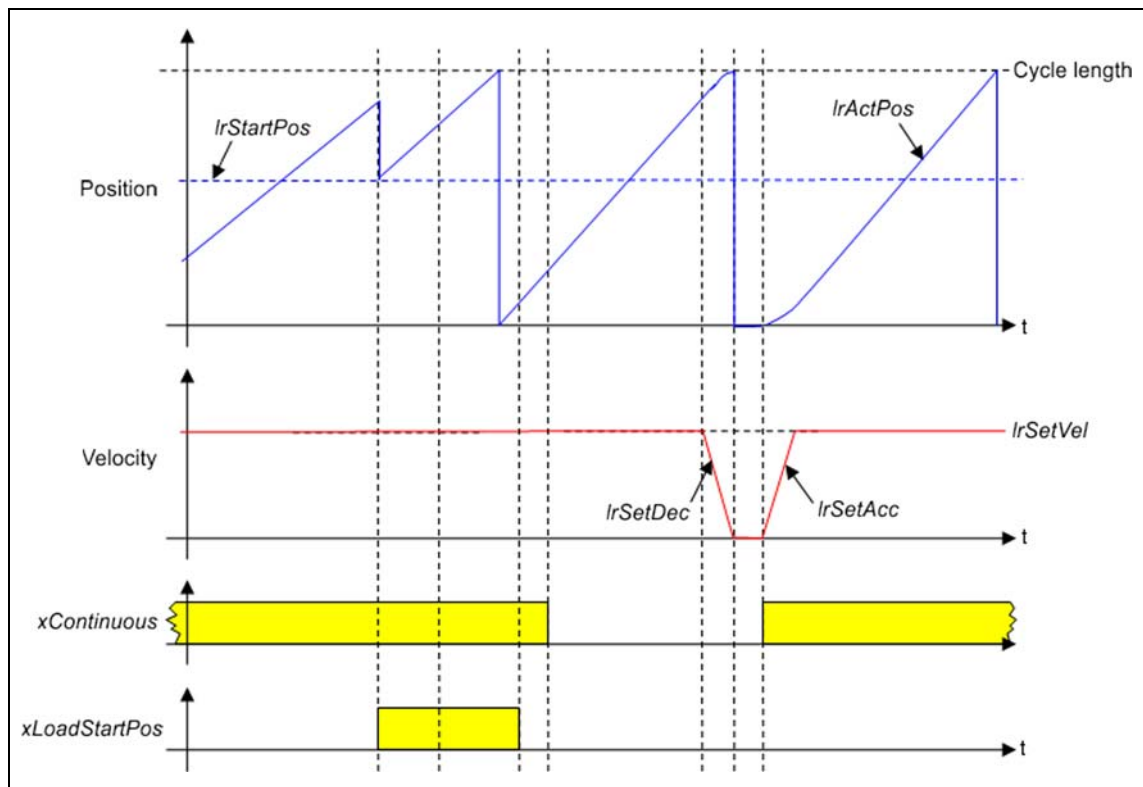 Cycle length
lrStartPos
lrActPos
Position
t
lrSetVel
Velocity
lrSetDec
lrSetAcc
t
xContinuous
xLoadStartPos
t